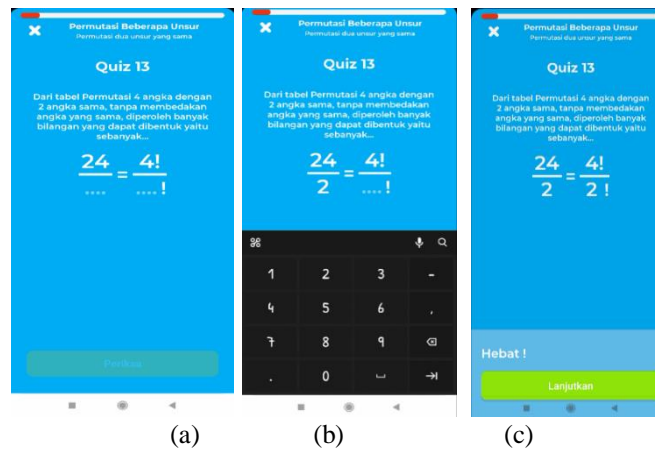 Permutasi Beberapa Unsur
Permutasi dua unsur yang sama
Quiz 13
Dari tabel Permutasi 4 angka dengan
2 angka sama, tanpa membedakan
angka yang sama, diperoleh banyak
bilangan yang dapat dibentuk yaitu
sebanyak...
24 / .... = 4! / .... !
Periksa
(a)
Permutasi Beberapa Unsur
Permutasi dua unsur yang sama
Quiz 13
Dari tabel Permutasi 4 angka dengan
2 angka sama, tanpa membedakan
angka yang sama, diperoleh banyak
bilangan yang dapat dibentuk yaitu
sebanyak...
24 / 2 = 4! / .... !
1 2 3 -
4 5 6 ,
7 8 9
. 0
(b)
Permutasi Beberapa Unsur
Permutasi dua unsur yang sama
Quiz 13
Dari tabel Permutasi 4 angka dengan
2 angka sama, tanpa membedakan
angka yang sama, diperoleh banyak
bilangan yang dapat dibentuk yaitu
sebanyak...
24 / 2 = 4! / 2 !
Hebat !
Lanjutkan
(c)